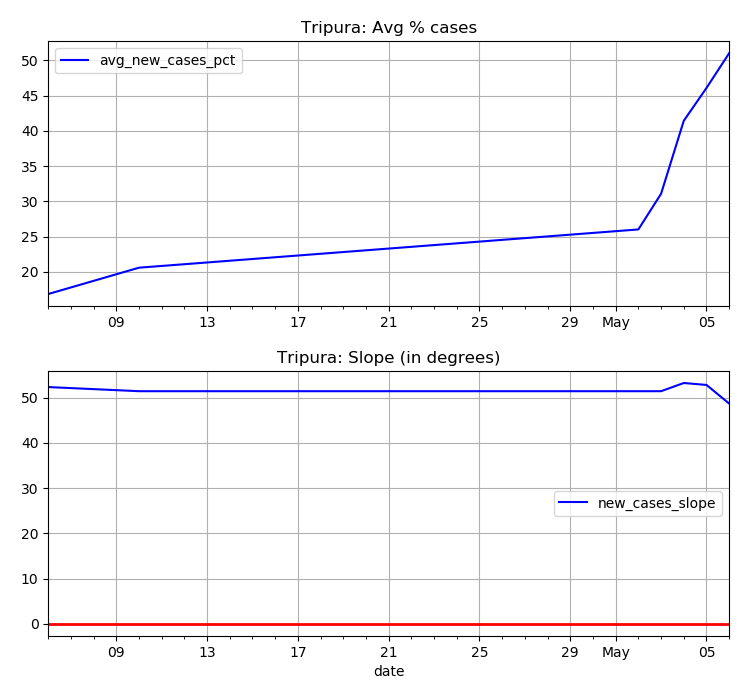 Tripura: Avg % cases
avg_new_cases_pct
50
45
40
35
30
25
20
09 13 17 21 25 29 May 05
Tripura: Slope (in degrees)
50
40
30
new_cases_slope
20
10
0
09 13 17 21 25 29 May 05
date